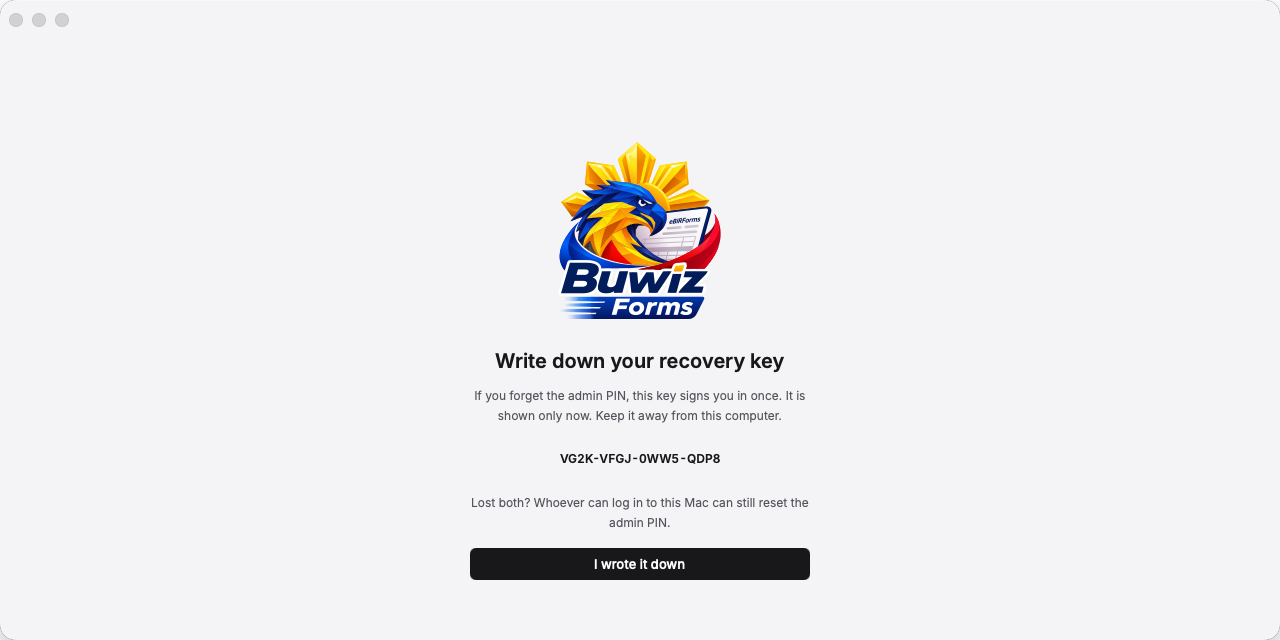 eBIRForms
Buwiz
Forms
Write down your recovery key
If you forget the admin PIN, this key signs you in once. It is
shown only now. Keep it away from this computer.
VG2K-VFGJ-0WW5-QDP8
Lost both? Whoever can log in to this Mac can still reset the
admin PIN.
I wrote it down